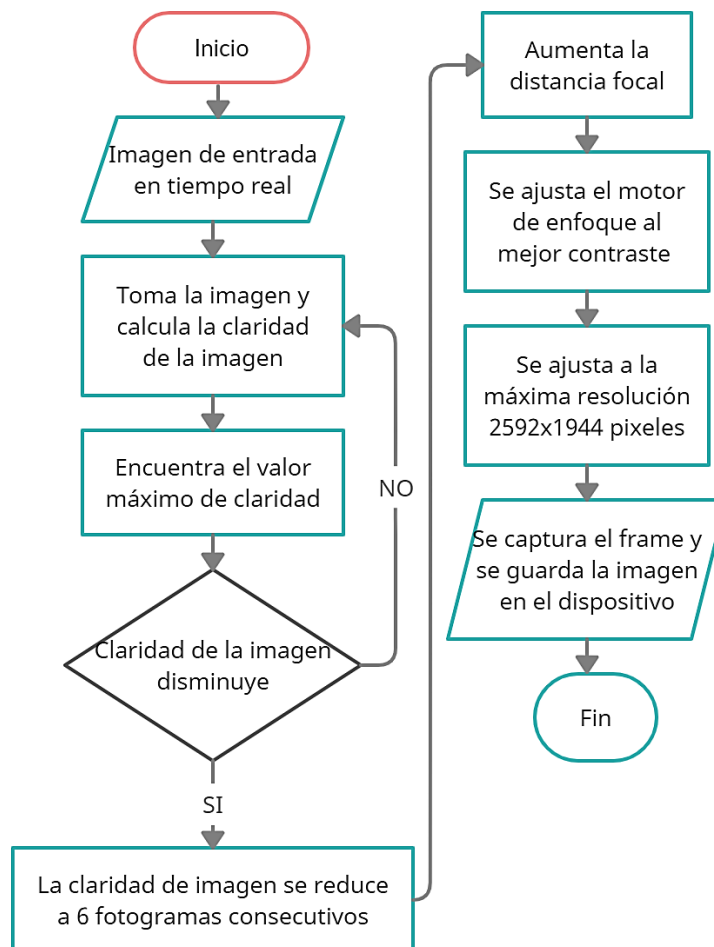 Inicio
Imagen de entrada
en tiempo real
Toma la imagen y
calcula la claridad
de la imagen
Encuentra el valor
máximo de claridad
NO
Claridad de la imagen
disminuye
SI
La claridad de imagen se reduce
a 6 fotogramas consecutivos
Aumenta la
distancia focal
Se ajusta el motor
de enfoque al
mejor contraste
Se ajusta a la
máxima resolución
2592x1944 pixeles
Se captura el frame y
se guarda la imagen
en el dispositivo
Fin